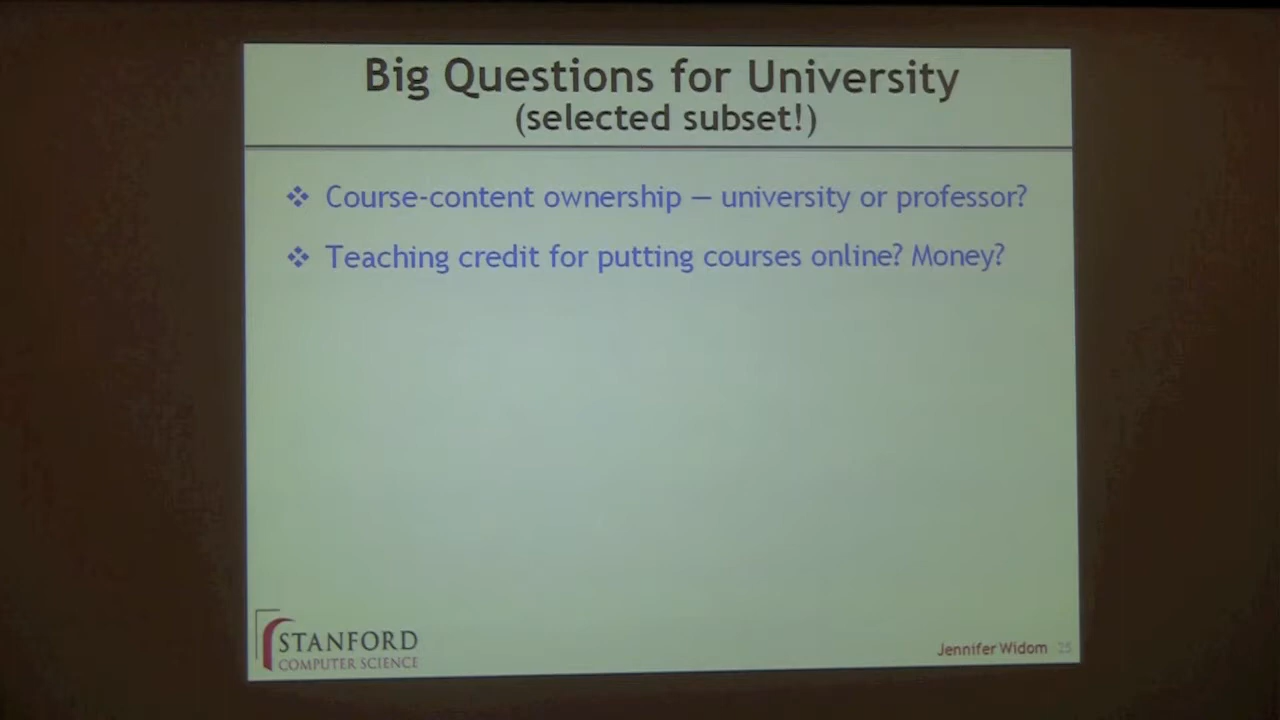 Big Questions for University
(selected subset!)
❖ Course-content ownership — university or professor?
❖ Teaching credit for putting courses online? Money?
STANFORD
COMPUTER SCIENCE
Jennifer Widom 25